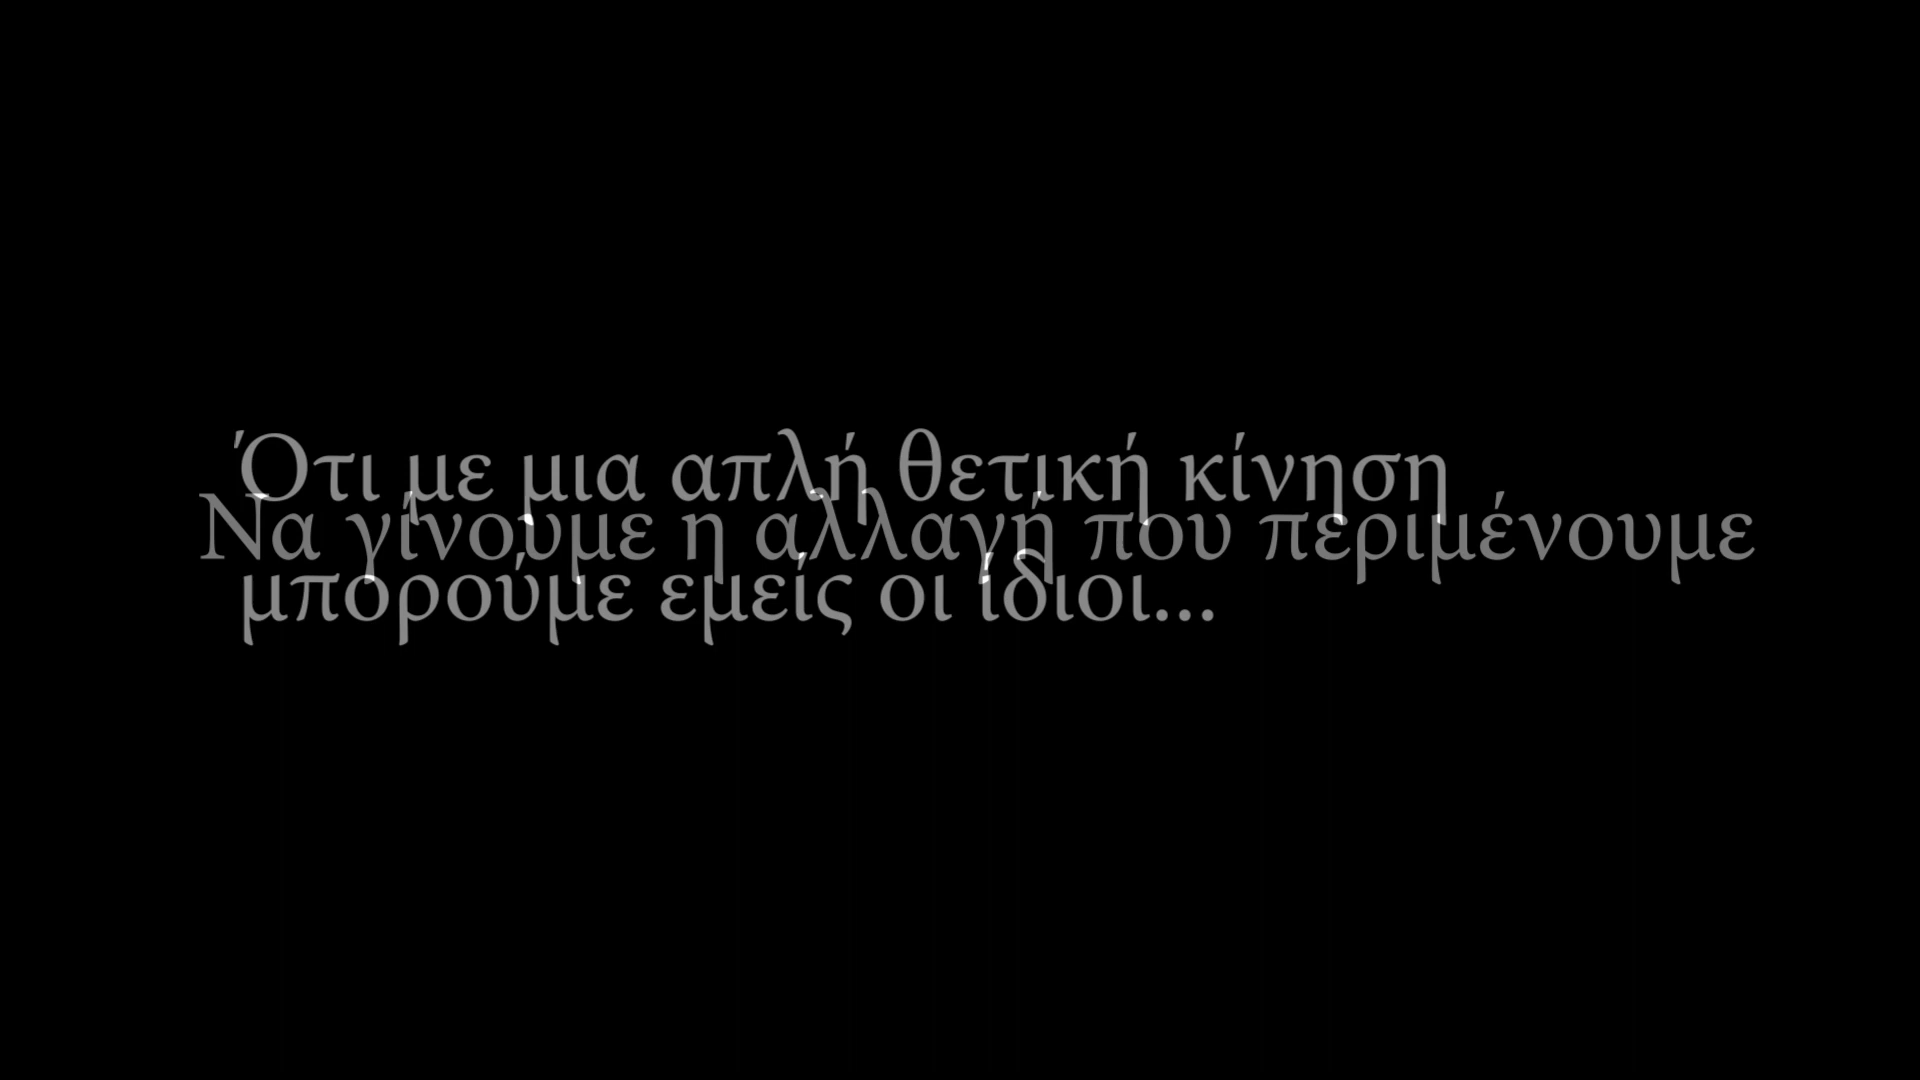 Ότι με μια απλή θετική κίνηση
Να γίνουμε η αλλαγή που περιμένουμε
μπορούμε εμείς οι ίδιοι...